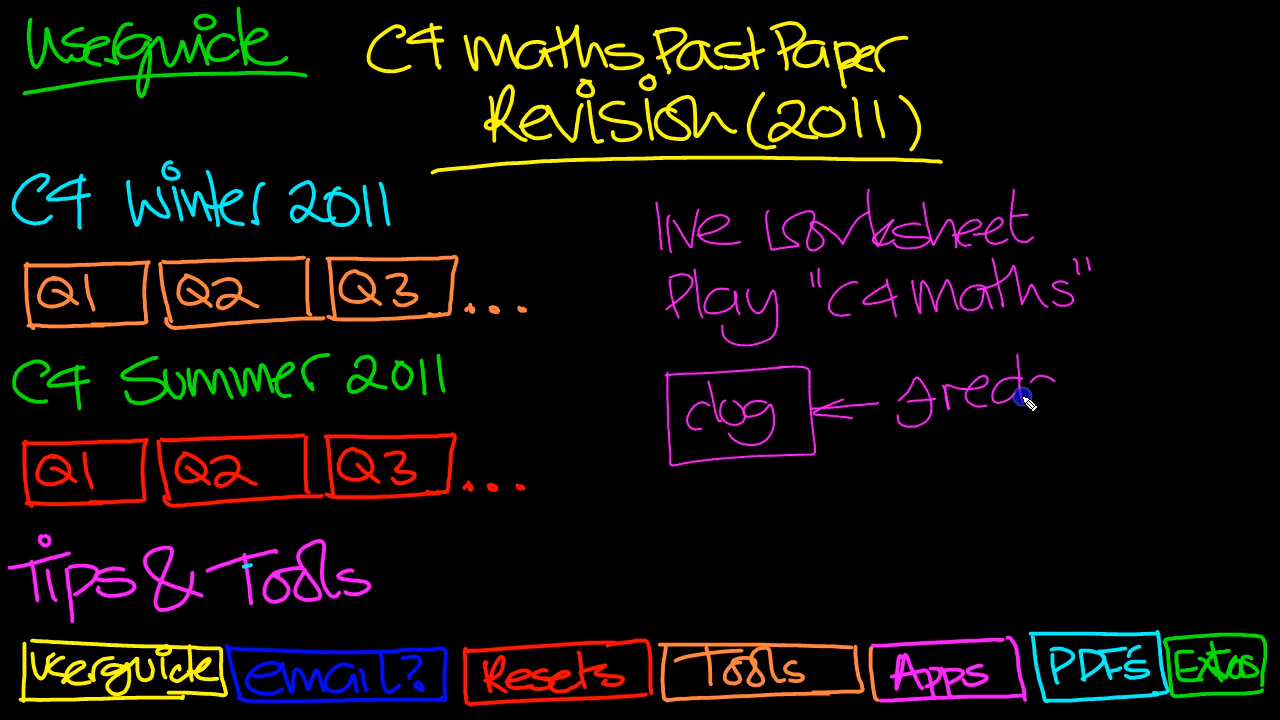 Userguide
C4 Maths Past Paper
Revision (2011)
C4 Winter 2011
Q1 Q2 Q3 ...
C4 Summer 2011
Q1 Q2 Q3 ...
Tips & Tools
live worksheet
Play "C4 Maths"
dog ←
Userguide email? Resets Tools Apps PDFs Extras